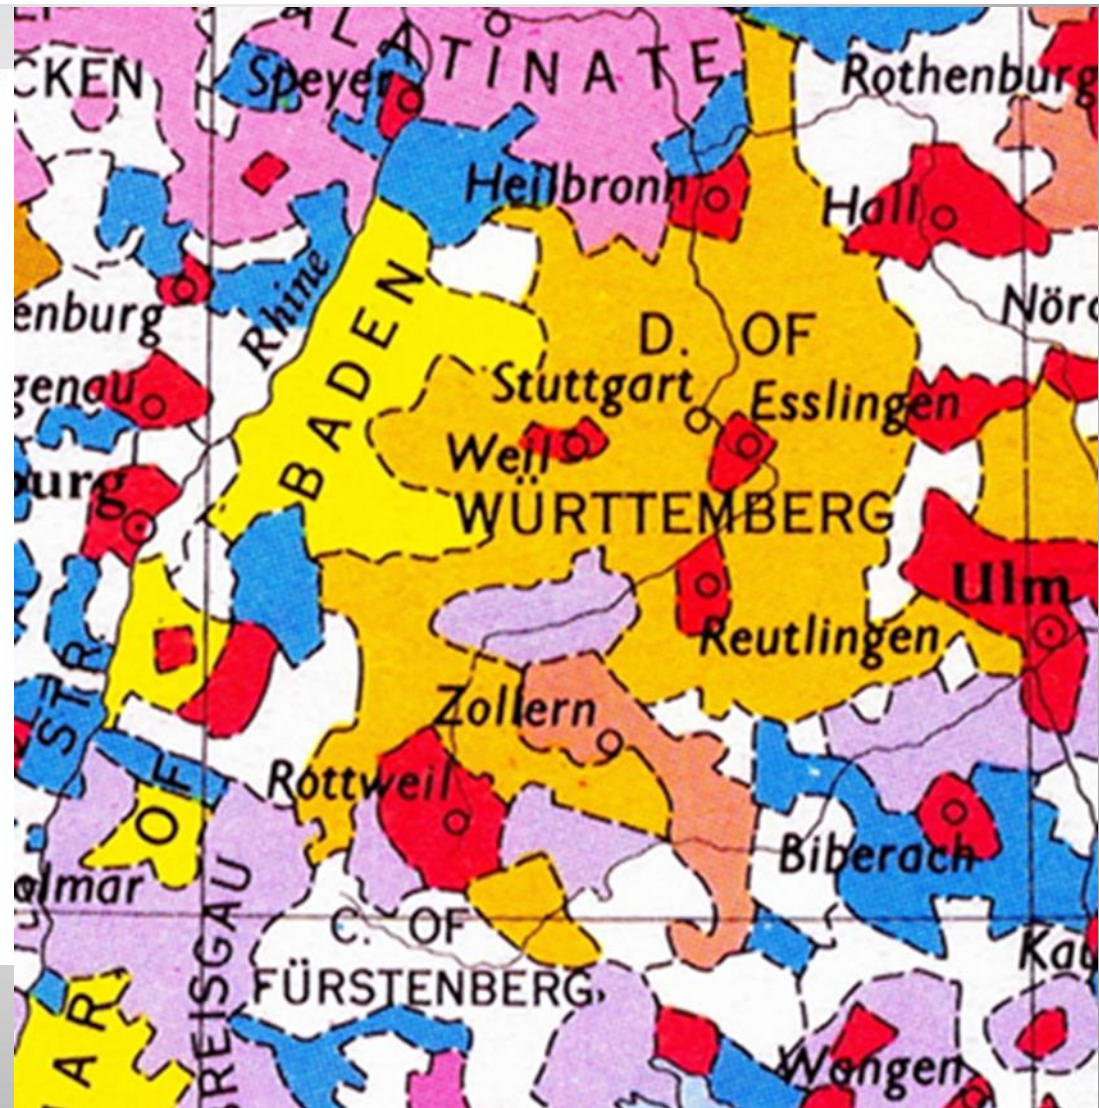 PALATINATE
CKEN
Speyer
Rothenburg
Heilbronn
Hall
Rhine
enburg
Nörd
BADEN
D. OF
genau
Stuttgart
Esslingen
Weil
burg
WÜRTTEMBERG
Ulm
Reutlingen
STR.
Zollern
OF
Rottweil
Biberach
olmar
C. OF
FÜRSTENBERG,
BREISGAU
Kau
AR
Wangen